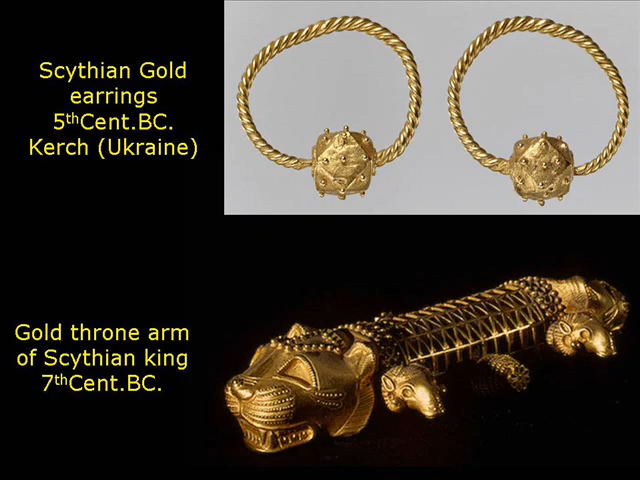 Scythian Gold
earrings
5thCent.BC.
Kerch (Ukraine)
Gold throne arm
of Scythian king
7thCent.BC.